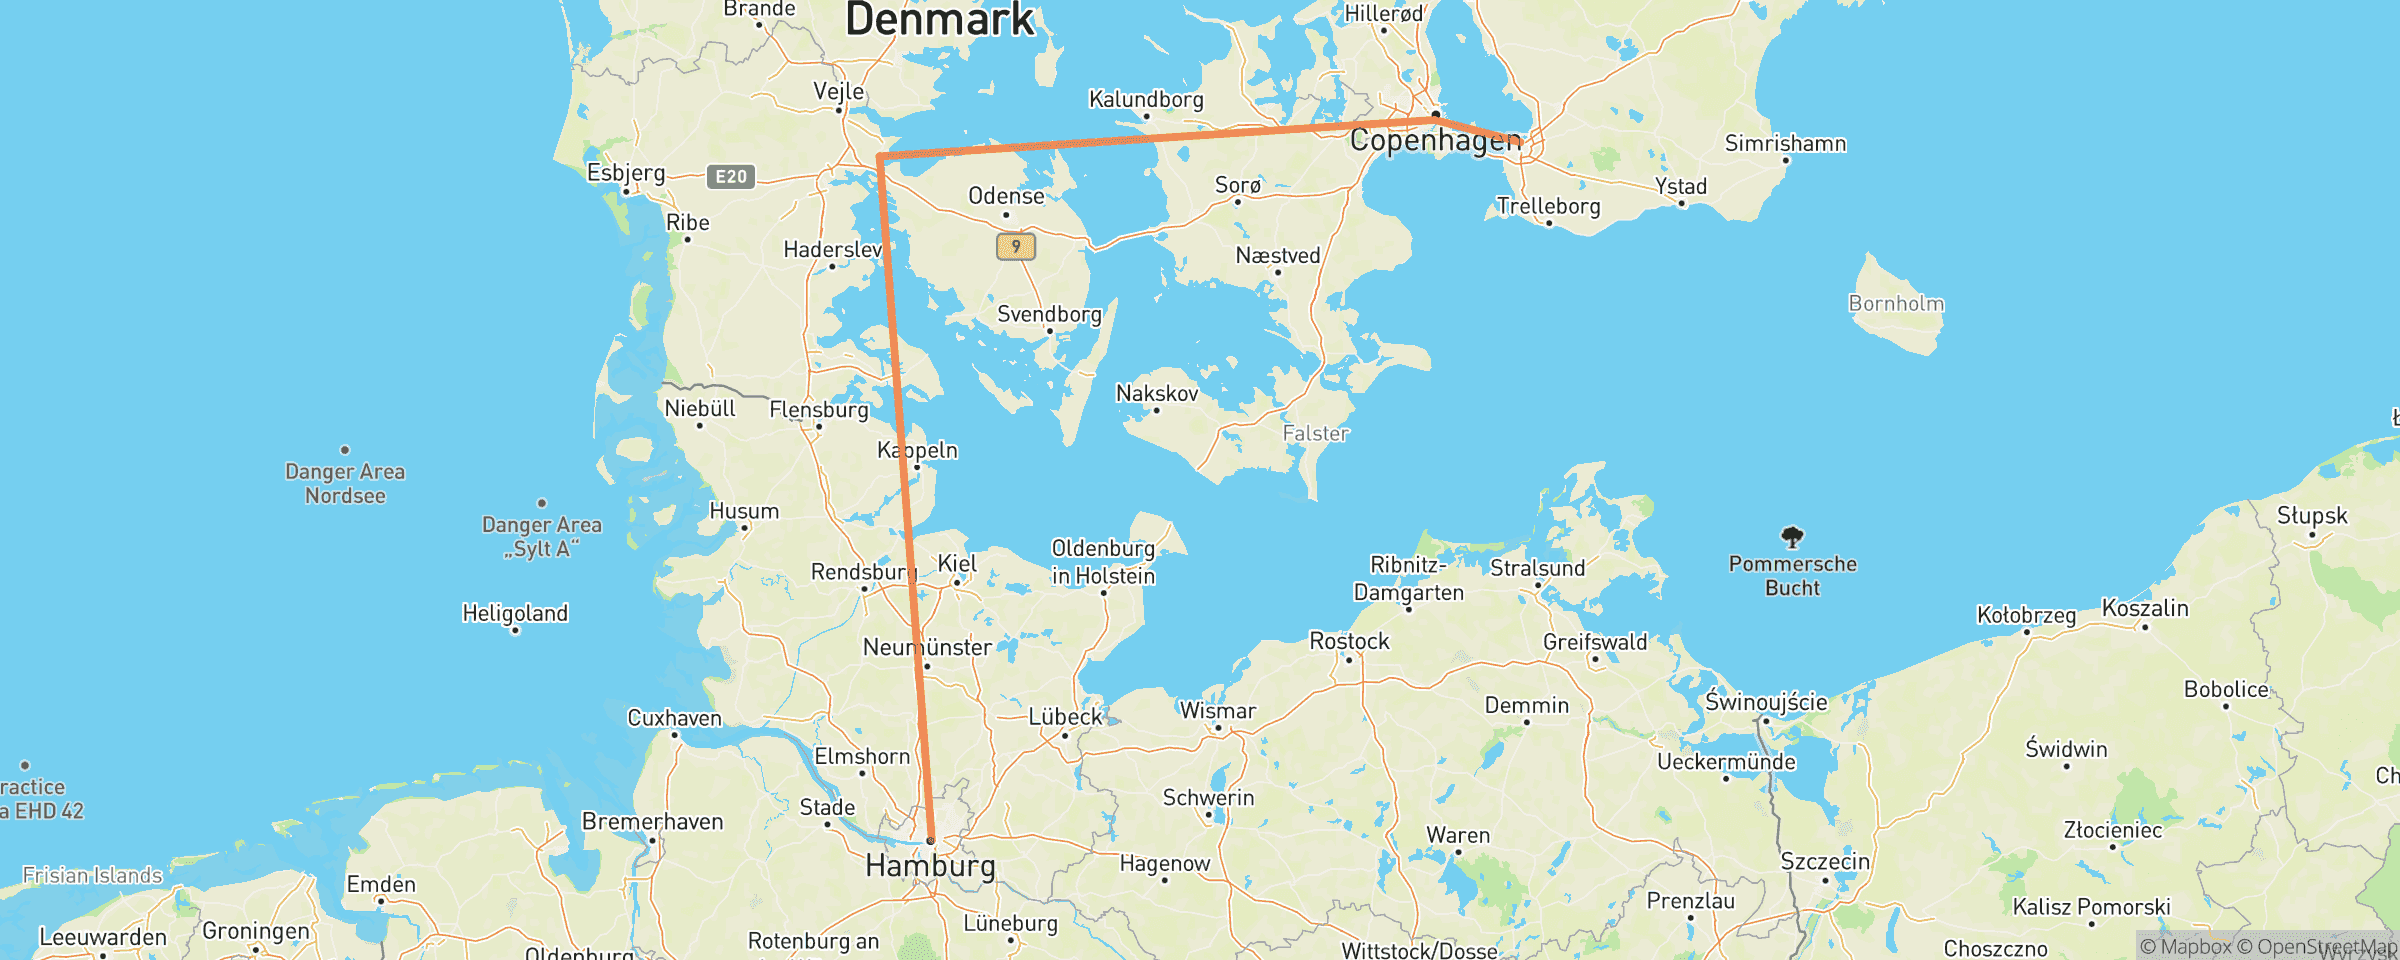 Brande
Denmark
Hillerød
Vejle
Kalundborg
Copenhagen
Simrishamn
Esbjerg
E20
Odense
Sorø
Ystad
Trelleborg
Ribe
Haderslev
9
Næstved
Svendborg
Bornholm
Nakskov
Niebüll
Flensburg
Falster
Kappeln
Danger Area
Nordsee
Danger Area
„Sylt A“
Husum
Słupsk
Oldenburg
in Holstein
Kiel
Rendsburg
Ribnitz-
Damgarten
Stralsund
Pommersche
Bucht
Heligoland
Kołobrzeg
Koszalin
Neumünster
Rostock
Greifswald
Bobolice
Cuxhaven
Lübeck
Wismar
Demmin
Świnoujście
Elmshorn
Świdwin
Ueckermünde
ractice
a EHD 42
Stade
Schwerin
Ch
Bremerhaven
Waren
Złocieniec
Hamburg
Hagenow
Szczecin
Frisian Islands
Emden
Prenzlau
Kalisz Pomorski
Leeuwarden
Groningen
Lüneburg
Rotenburg an
Oldenburg
Wittstock/Dosse
Choszczno
© Mapbox © OpenStreetMap